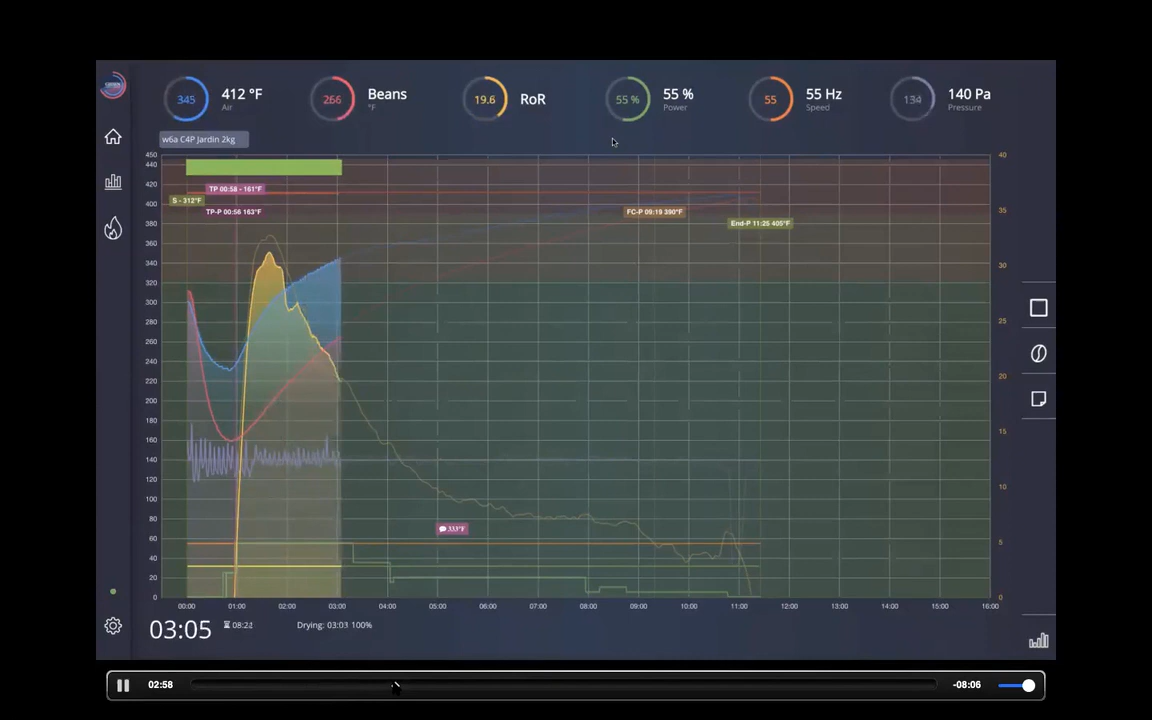 345 412 °F Air
266 Beans °F
19.6 RoR
55 % 55 % Power
55 55 Hz Speed
134 140 Pa Pressure
w6a C4P Jardin 2kg
450 40
440
420
400 35
380
360
340 30
320
300
280 25
260
240
220 20
200
180
160 15
140
120
100 10
80
60
40 5
20
0 0
TP 00:58 - 161°F
S - 312°F
TP-P 00:56 163°F
FC-P 09:19 390°F
End-P 11:25 405°F
333°F
00:00 01:00 02:00 03:00 04:00 05:00 06:00 07:00 08:00 09:00 10:00 11:00 12:00 13:00 14:00 15:00 16:00
03:05 08:22 Drying: 03:03 100%
02:58 -08:06